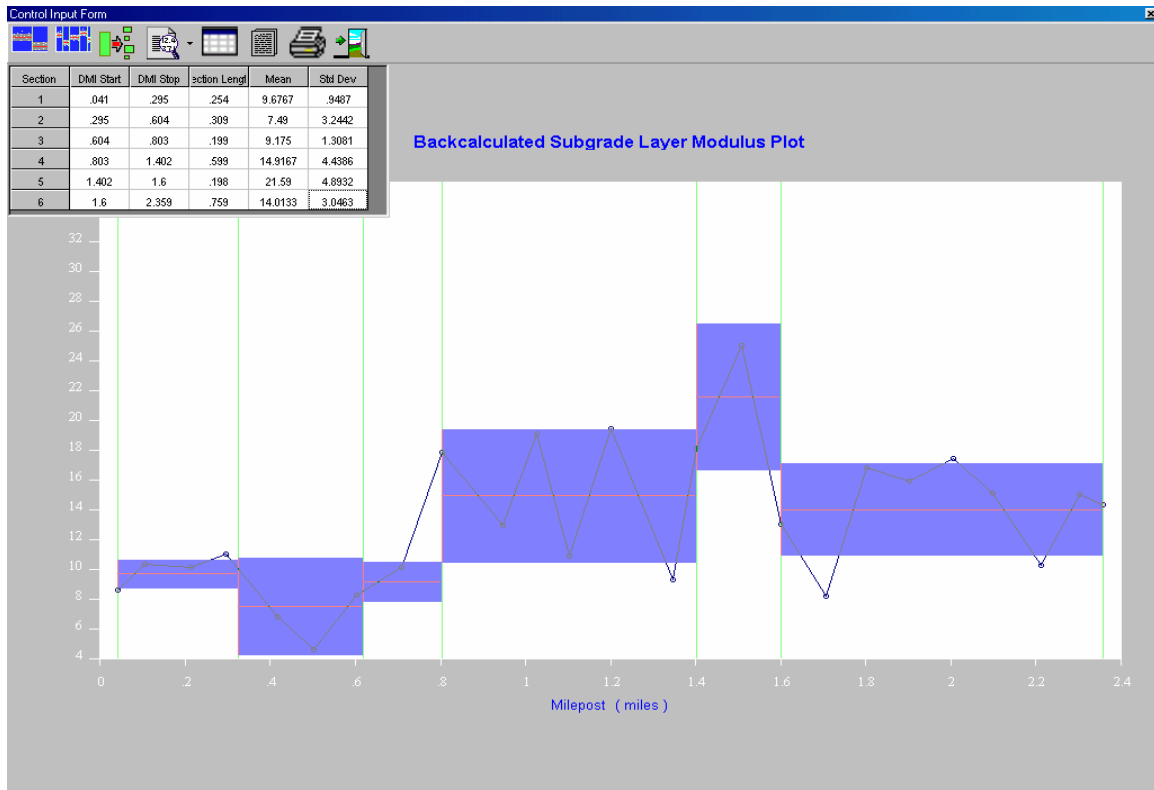 Control Input Form
Section DMI Start DMI Stop ection Lengt Mean Std Dev
1 .041 .295 .254 9.6767 .9487
2 .295 .604 .309 7.49 3.2442
3 .604 .803 .199 9.175 1.3081
4 .803 1.402 .599 14.9167 4.4386
5 1.402 1.6 .198 21.59 4.8932
6 1.6 2.359 .759 14.0133 3.0463
Backcalculated Subgrade Layer Modulus Plot
32
30
28
26
24
22
20
18
16
14
12
10
8
6
4
0 .2 .4 .6 .8 1 1.2 1.4 1.6 1.8 2 2.2 2.4
Milepost ( miles )